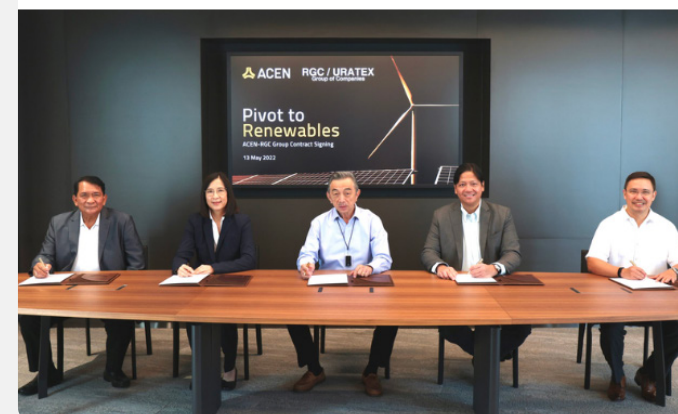 ACEN
RGC / URATEX
Group of Companies
Pivot to
Renewables
ACEN-RGC Group Contract Signing
13 May 2022